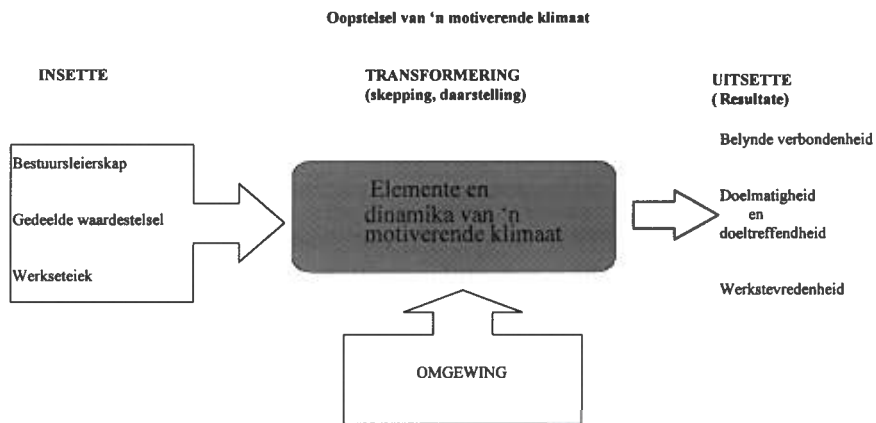 Oopstelsel van ‘n motiverende klimaat
INSETTE
TRANSFORMERING
(skepping, daarstelling)
UITSETTE
( Resultate)
Bestuursleierskap
Gedeelde waardestelsel
Werkseteiek
Elemente en
dinamika van ‘n
motiverende klimaat
Belynde verbondenheid
Doelmatigheid
en
doeltreffendheid
Werkstevredenheid
OMGEWING